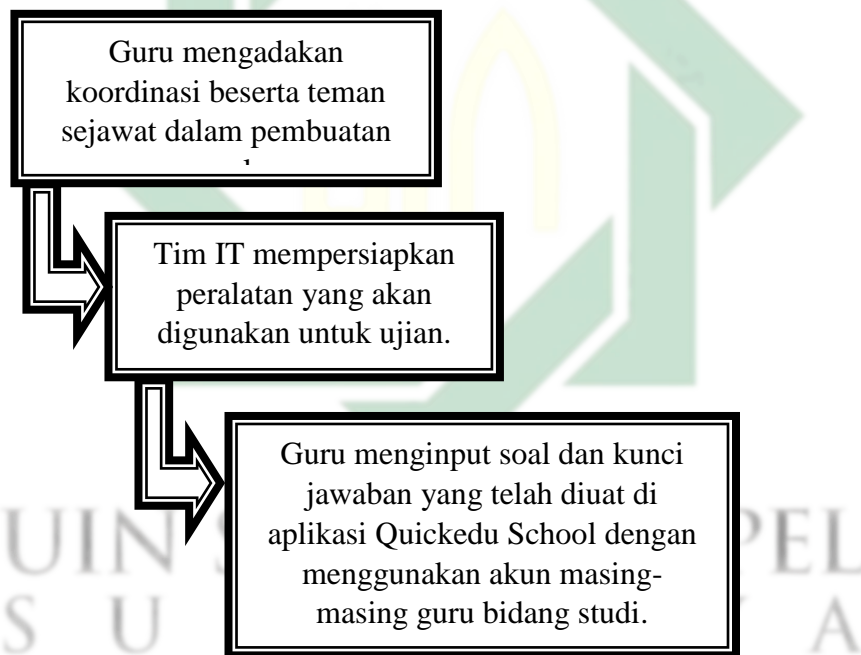 Guru mengadakan
koordinasi beserta teman
sejawat dalam pembuatan
Tim IT mempersiapkan
peralatan yang akan
digunakan untuk ujian.
Guru menginput soal dan kunci
jawaban yang telah diuat di
aplikasi Quickedu School dengan
menggunakan akun masing-
masing guru bidang studi.
UIN S PEL
S U A